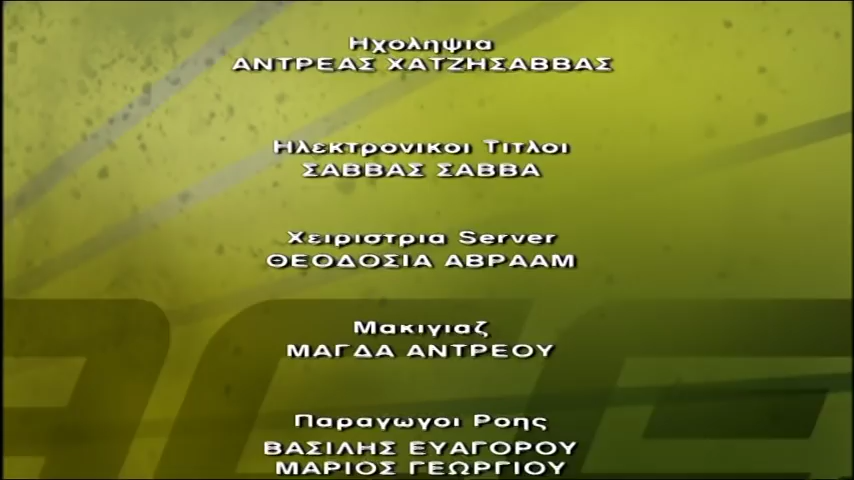 Ηχοληψια
ΑΝΤΡΕΑΣ ΧΑΤΖΗΣΑΒΒΑΣ
Ηλεκτρονικοι Τιτλοι
ΣΑΒΒΑΣ ΣΑΒΒΑ
Χειριστρια Server
ΘΕΟΔΟΣΙΑ ΑΒΡΑΑΜ
Μακιγιαζ
ΜΑΓΔΑ ΑΝΤΡΕΟΥ
Παραγωγοι Ροης
ΒΑΣΙΛΗΣ ΕΥΑΓΟΡΟΥ
ΜΑΡΙΟΣ ΓΕΩΡΓΙΟΥ